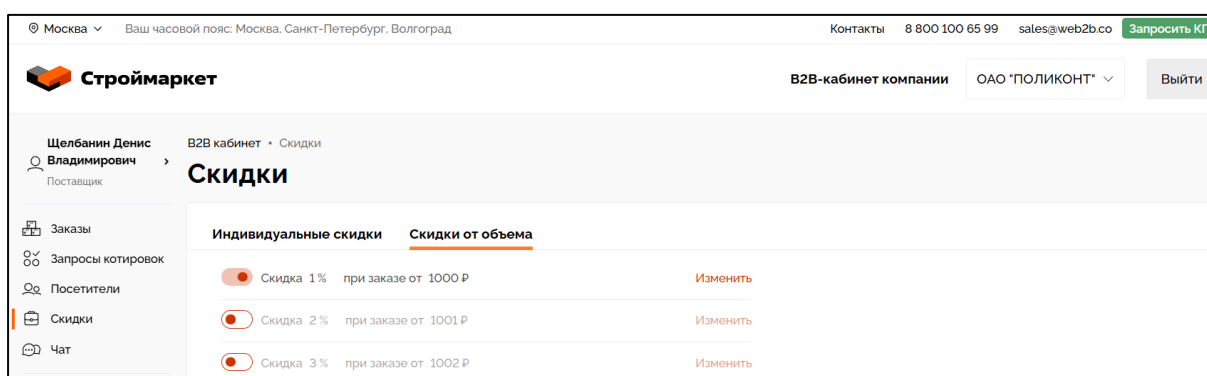 Москва Ваш часовой пояс: Москва, Санкт-Петербург, Волгоград Контакты 8 800 100 65 99 sales@web2b.co Запросить КП
Строймаркет B2B-кабинет компании ОАО "ПОЛИКОНТ" Выйти
Щелбанин Денис
Владимирович
Поставщик
B2B кабинет • Скидки
Скидки
Заказы
Запросы котировок
Посетители
Скидки
Чат
Индивидуальные скидки Скидки от объема
Скидка 1 % при заказе от 1000 ₽ Изменить
Скидка 2 % при заказе от 1001 ₽ Изменить
Скидка 3 % при заказе от 1002 ₽ Изменить